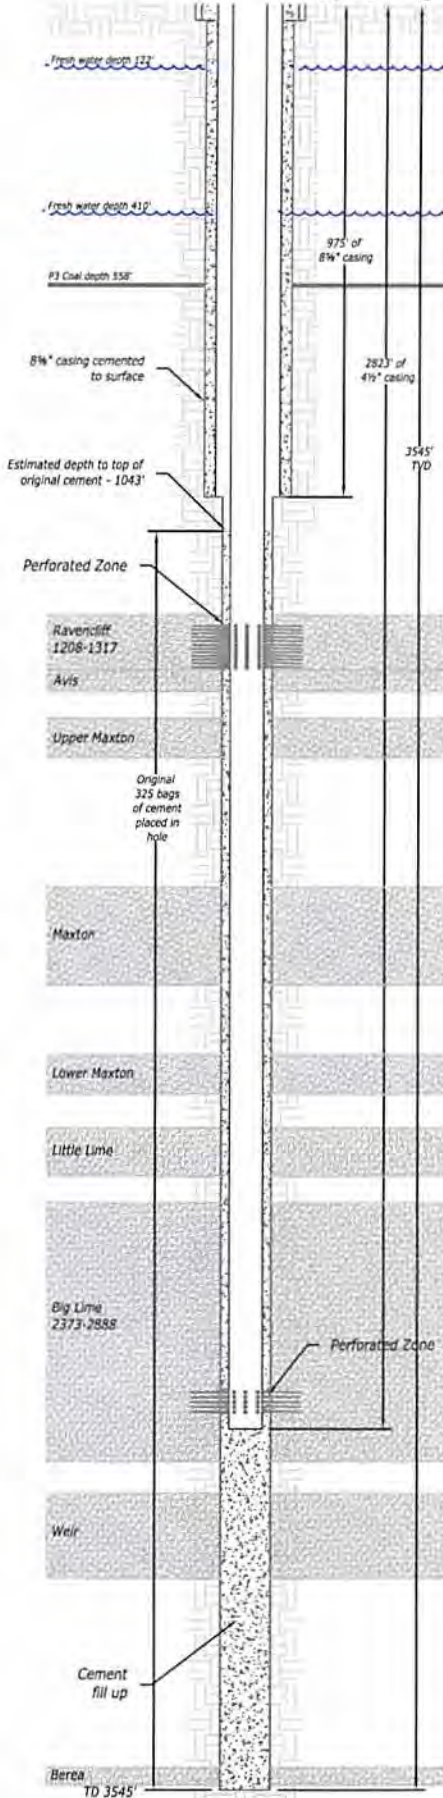 Fresh water depth 122'
Fresh water depth 410'
975' of
8⅝" casing
P3 Coal depth 558'
8⅝" casing cemented
to surface
2823' of
4½" casing
3545'
TVD
Estimated depth to top of
original cement - 1043'
Perforated Zone
Ravencliff
1208-1317
Avis
Upper Maxton
Original
325 bags
of cement
placed in
hole
Maxton
Lower Maxton
Little Lime
Big Lime
2373-2888
Perforated Zone
Weir
Cement
fill up
Berea
TD 3545'